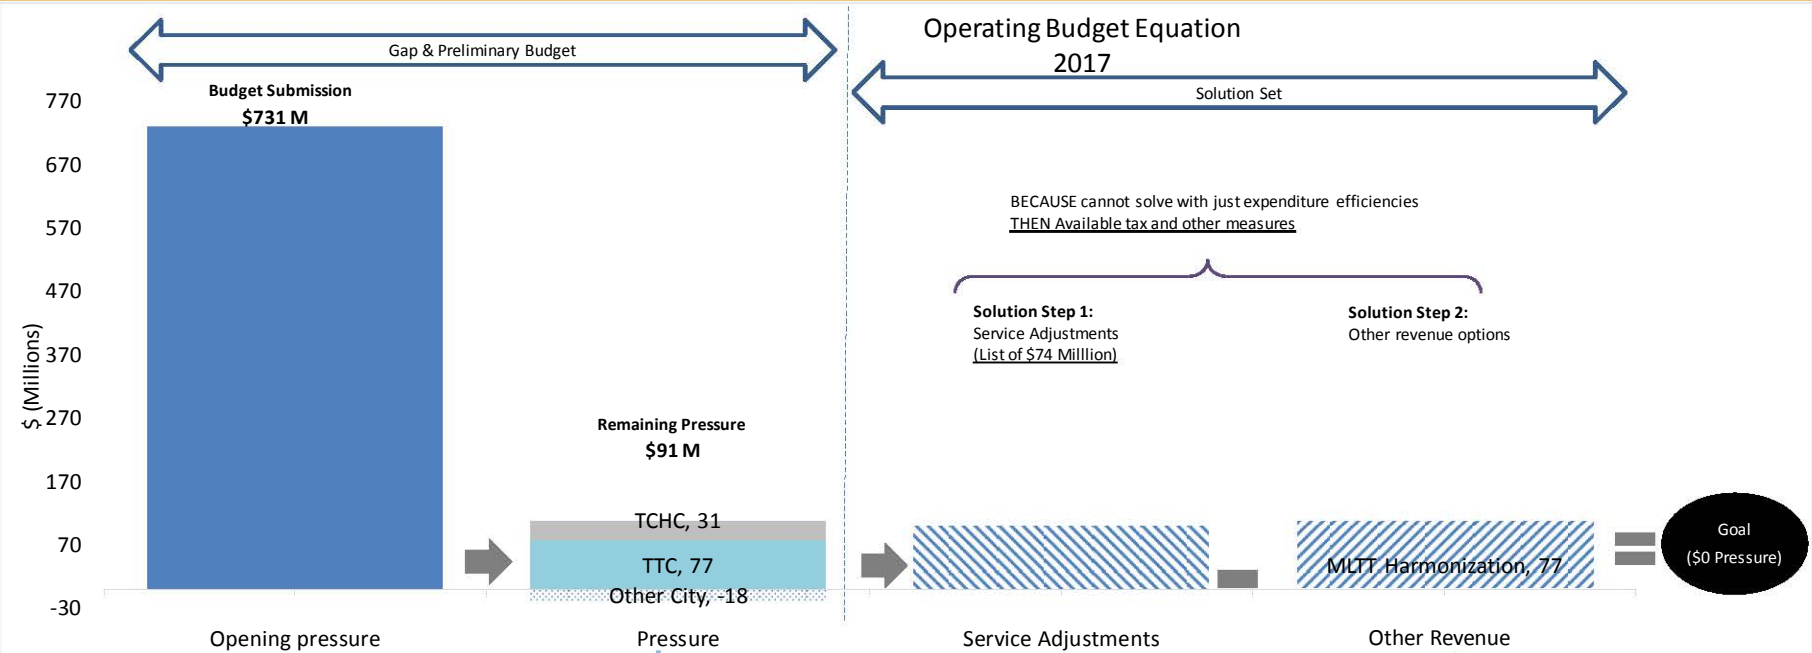 Operating Budget Equation
2017
Gap & Preliminary Budget
Solution Set
Budget Submission
$731 M
770
670
570
470
370
270
170
70
-30
$ (Millions)
BECAUSE cannot solve with just expenditure efficiencies
THEN Available tax and other measures
Solution Step 1:
Service Adjustments
(List of $74 Milllion)
Solution Step 2:
Other revenue options
Remaining Pressure
$91 M
TCHC, 31
TTC, 77
Other City, -18
MLTT Harmonization, 77
Goal
($0 Pressure)
Opening pressure
Pressure
Service Adjustments
Other Revenue